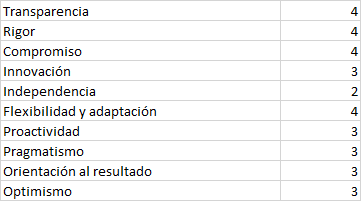 Transparencia 4
Rigor 4
Compromiso 4
Innovación 3
Independencia 2
Flexibilidad y adaptación 4
Proactividad 3
Pragmatismo 3
Orientación al resultado 3
Optimismo 3